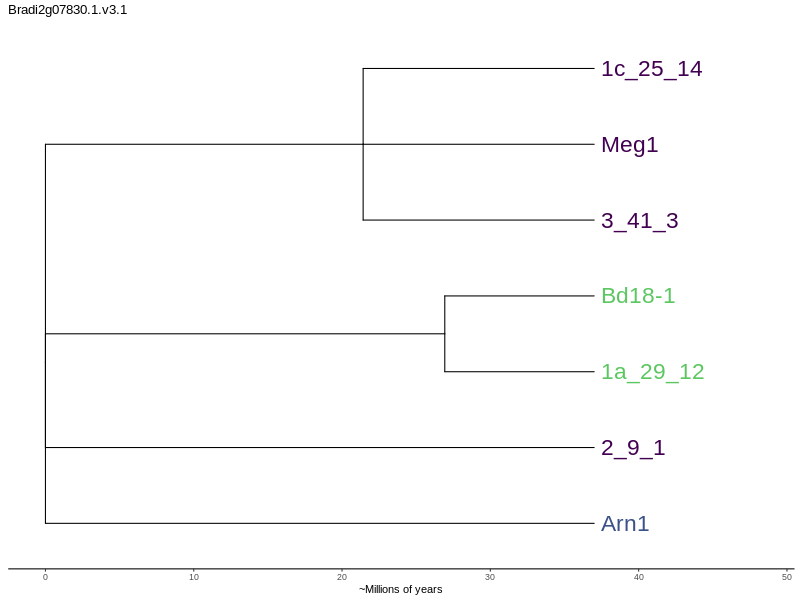 Bradi2g07830.1.v3.1
1c_25_14
Meg1
3_41_3
Bd18-1
1a_29_12
2_9_1
Arn1
0 10 20 30 40 50
~Millions of years